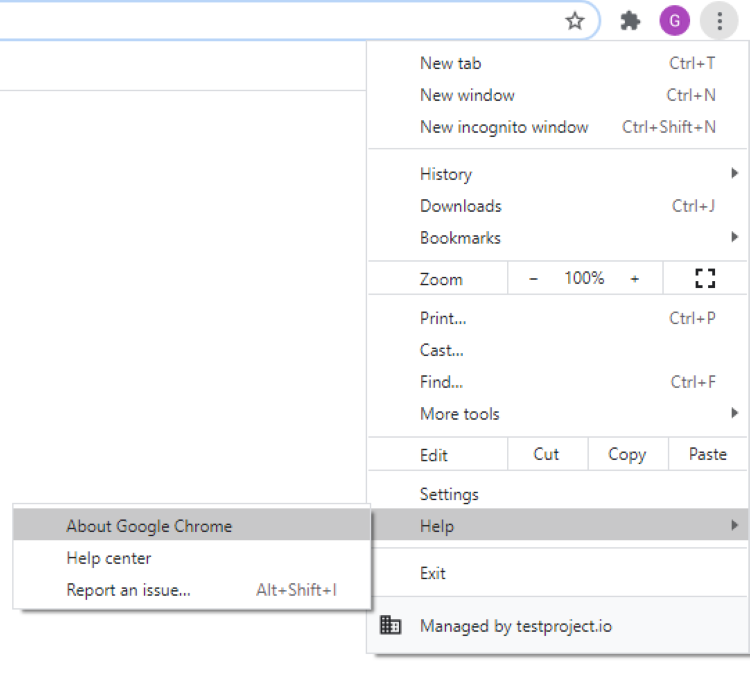 G
New tab Ctrl+T
New window Ctrl+N
New incognito window Ctrl+Shift+N
History
Downloads Ctrl+J
Bookmarks
Zoom - 100% +
Print... Ctrl+P
Cast...
Find... Ctrl+F
More tools
Edit Cut Copy Paste
Settings
Help
About Google Chrome
Help center
Report an issue... Alt+Shift+I
Exit
Managed by testproject.io